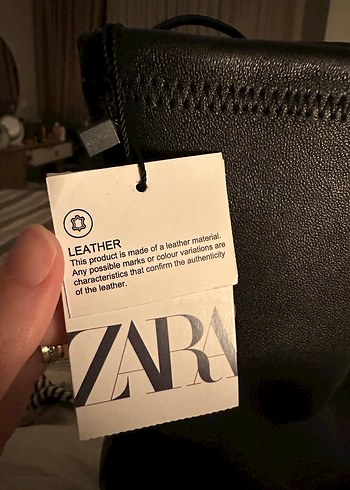 LEATHER
This product is made of a leather material.
Any possible marks or colour variations are
characteristics that confirm the authenticity
of the leather.
ZARA